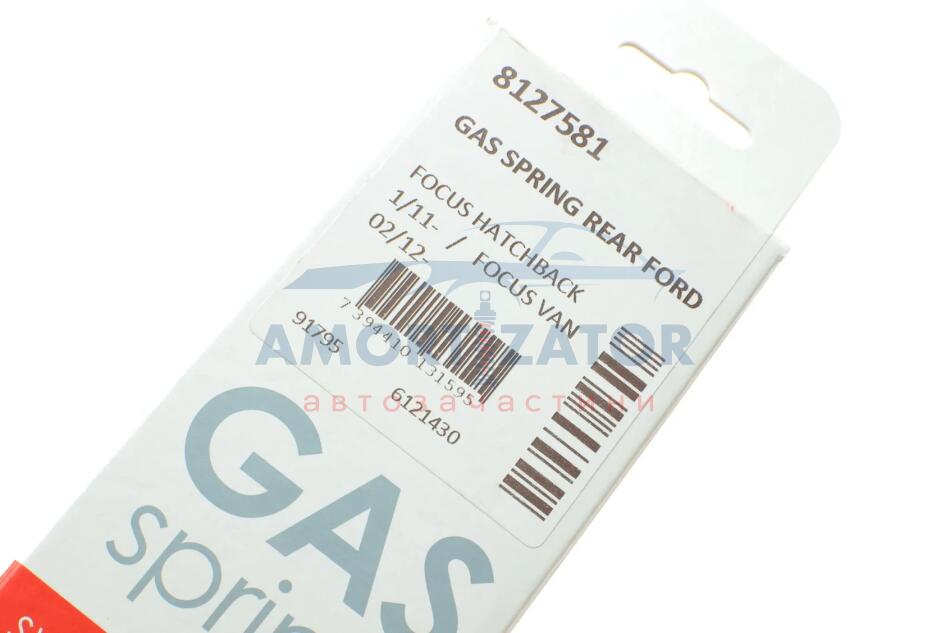 8127581
GAS SPRING REAR FORD
FOCUS HATCHBACK
1/11- / FOCUS VAN
02/12-
7 394410 131595
91795
6121430
AMORTIZATOR
автозачастини
GAS
sprin